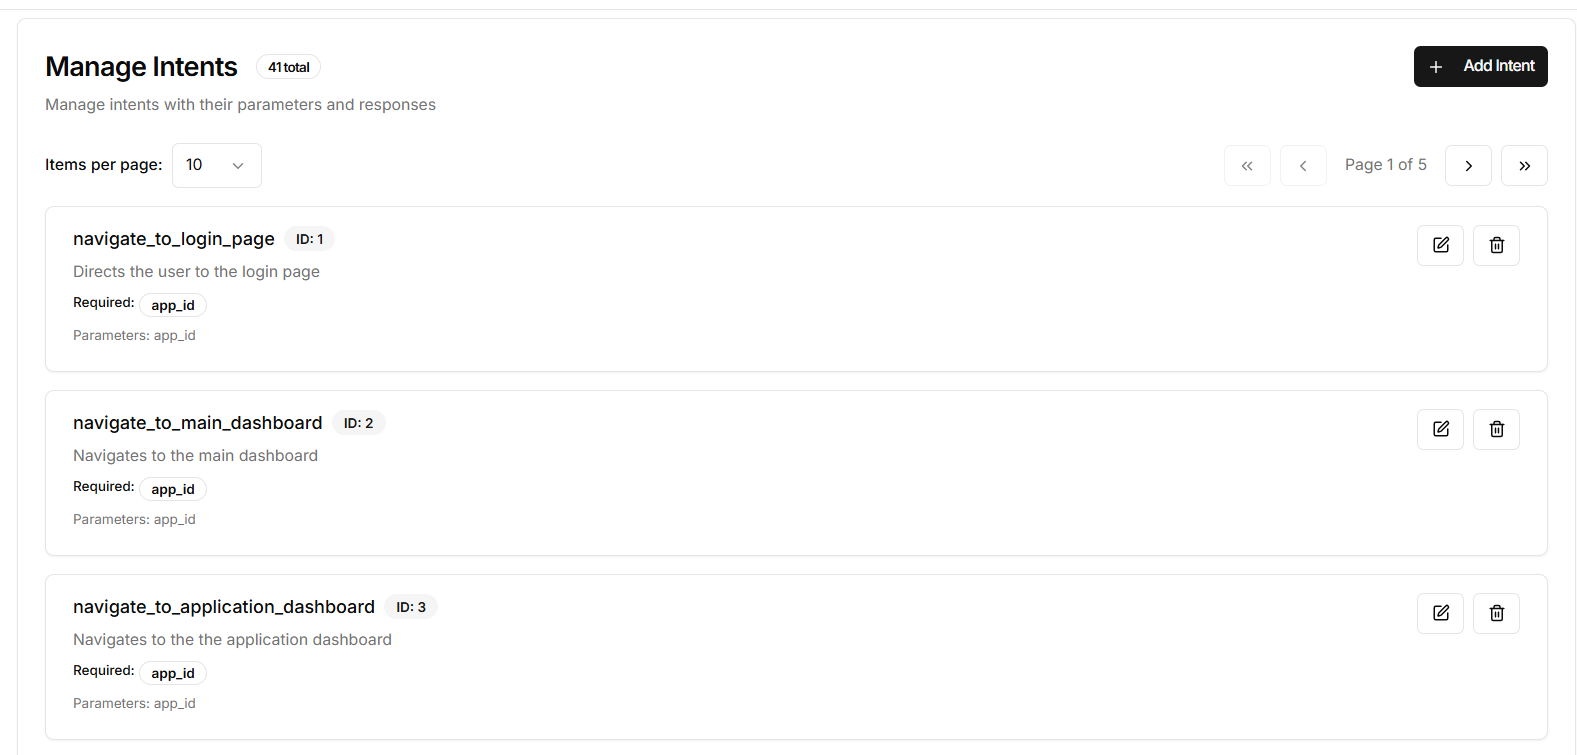 Manage Intents 41 total
+ Add Intent
Manage intents with their parameters and responses
Items per page: 10
« ‹ Page 1 of 5 › »
navigate_to_login_page ID: 1
Directs the user to the login page
Required: app_id
Parameters: app_id
navigate_to_main_dashboard ID: 2
Navigates to the main dashboard
Required: app_id
Parameters: app_id
navigate_to_application_dashboard ID: 3
Navigates to the the application dashboard
Required: app_id
Parameters: app_id